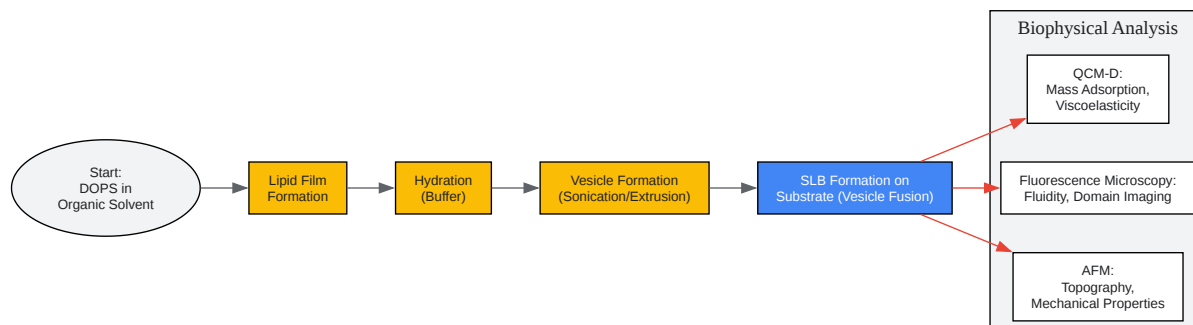 Start:
DOPS in
Organic Solvent
Lipid Film
Formation
Hydration
(Buffer)
Vesicle Formation
(Sonication/Extrusion)
SLB Formation on
Substrate (Vesicle Fusion)
Biophysical Analysis
QCM-D:
Mass Adsorption,
Viscoelasticity
Fluorescence Microscopy:
Fluidity, Domain Imaging
AFM:
Topography,
Mechanical Properties